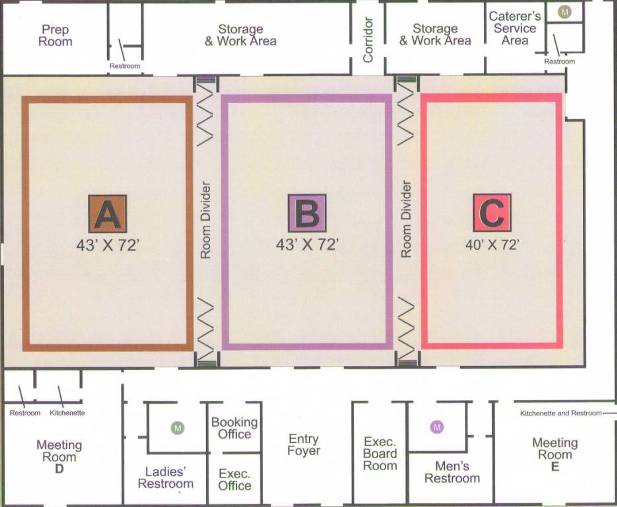 Prep
Room
Restroom
Storage
& Work Area
Corridor
Storage
& Work Area
Caterer's
Service
Area
M
Restroom
A
43' X 72'
Room Divider
B
43' X 72'
Room Divider
C
40' X 72'
Restroom
Kitchenette
Meeting
Room
D
M
Ladies'
Restroom
Booking
Office
Exec.
Office
Entry
Foyer
Exec.
Board
Room
M
Men's
Restroom
Kitchenette and Restroom
Meeting
Room
E